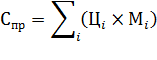 Спр = ∑i(Цi × Мi)